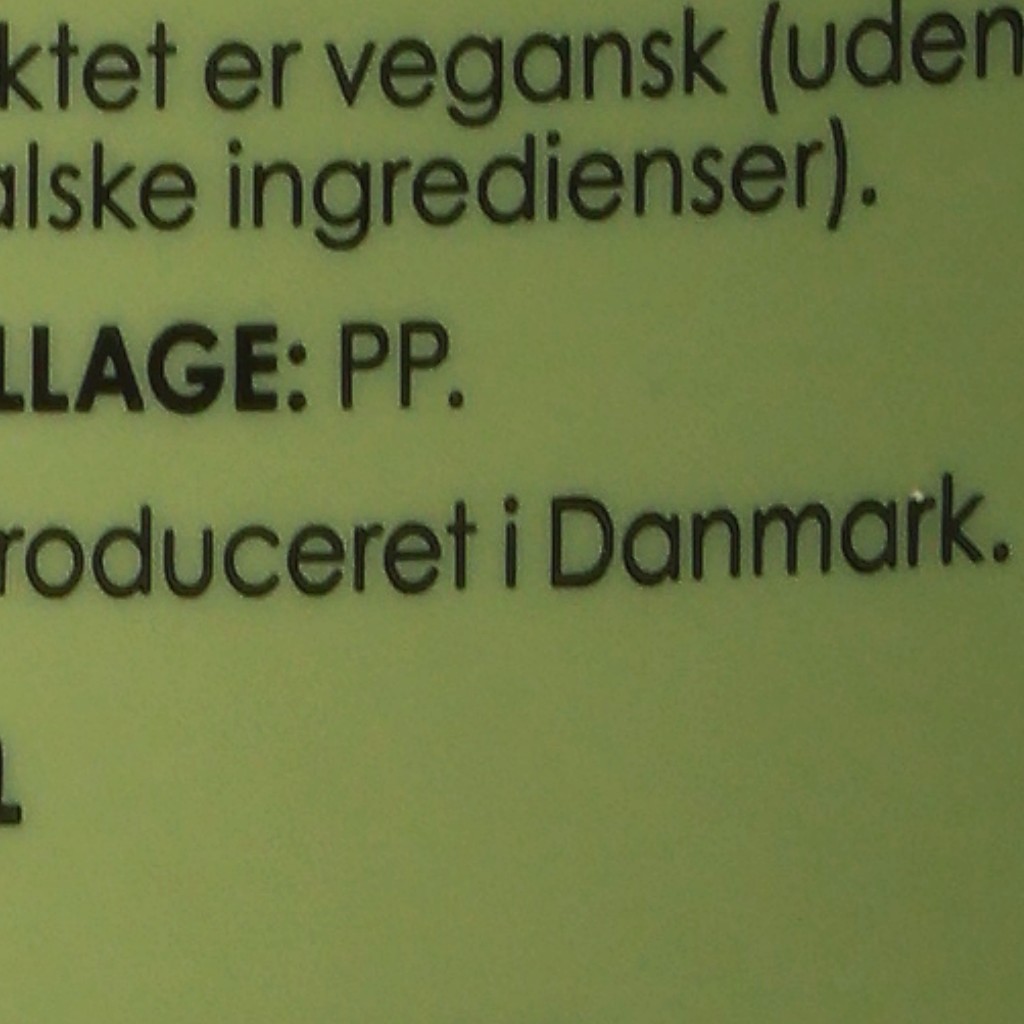 ktet er vegansk (uden
alske ingredienser).
LLAGE: PP.
roduceret i Danmark.